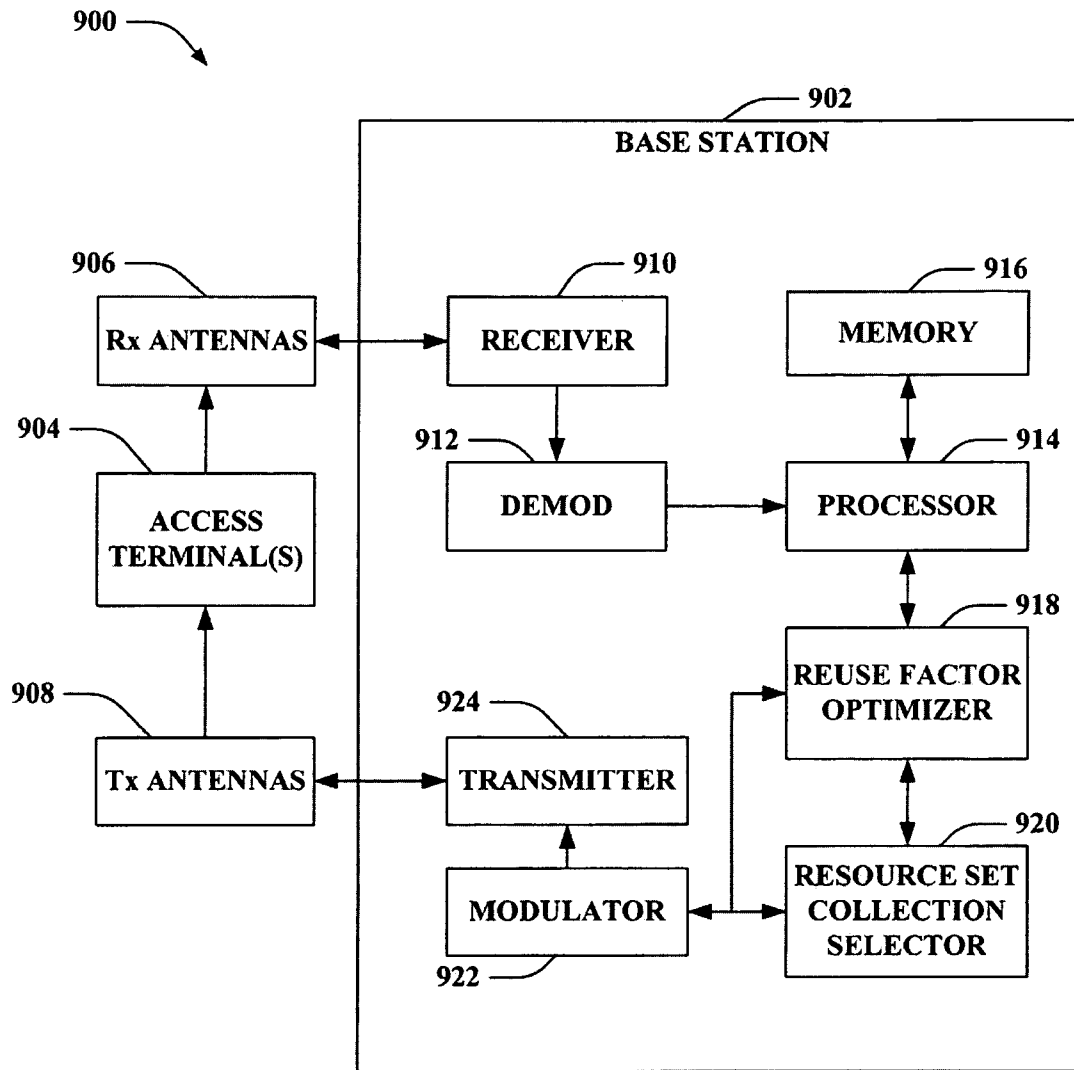 900
902
BASE STATION
906
910
916
Rx ANTENNAS
RECEIVER
MEMORY
904
912
914
ACCESS
TERMINAL(S)
DEMOD
PROCESSOR
918
908
924
REUSE FACTOR
OPTIMIZER
Tx ANTENNAS
TRANSMITTER
920
MODULATOR
RESOURCE SET
COLLECTION
SELECTOR
922